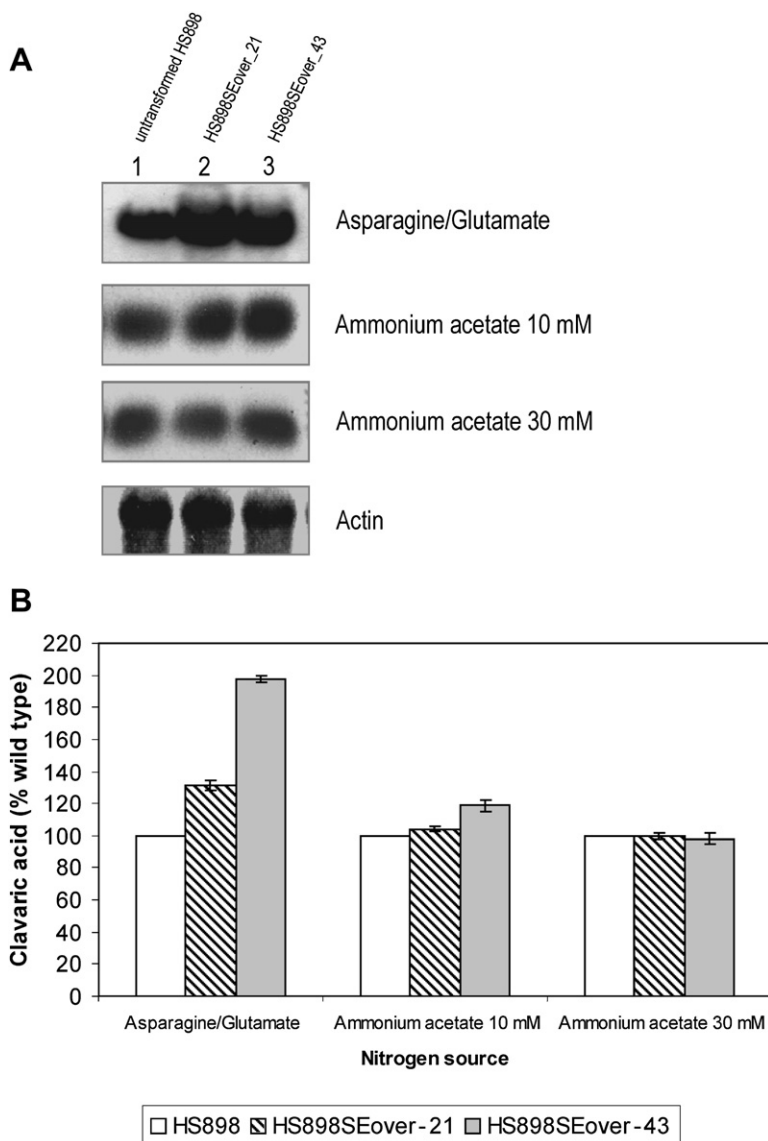 A
untransformed HS898
HS898SEover_21
HS898SEover_43
1 2 3
Asparagine/Glutamate
Ammonium acetate 10 mM
Ammonium acetate 30 mM
Actin
B
Clavaric acid (% wild type)
220
200
180
160
140
120
100
80
60
40
20
0
Asparagine/Glutamate Ammonium acetate 10 mM Ammonium acetate 30 mM
Nitrogen source
HS898 HS898SEover-21 HS898SEover-43